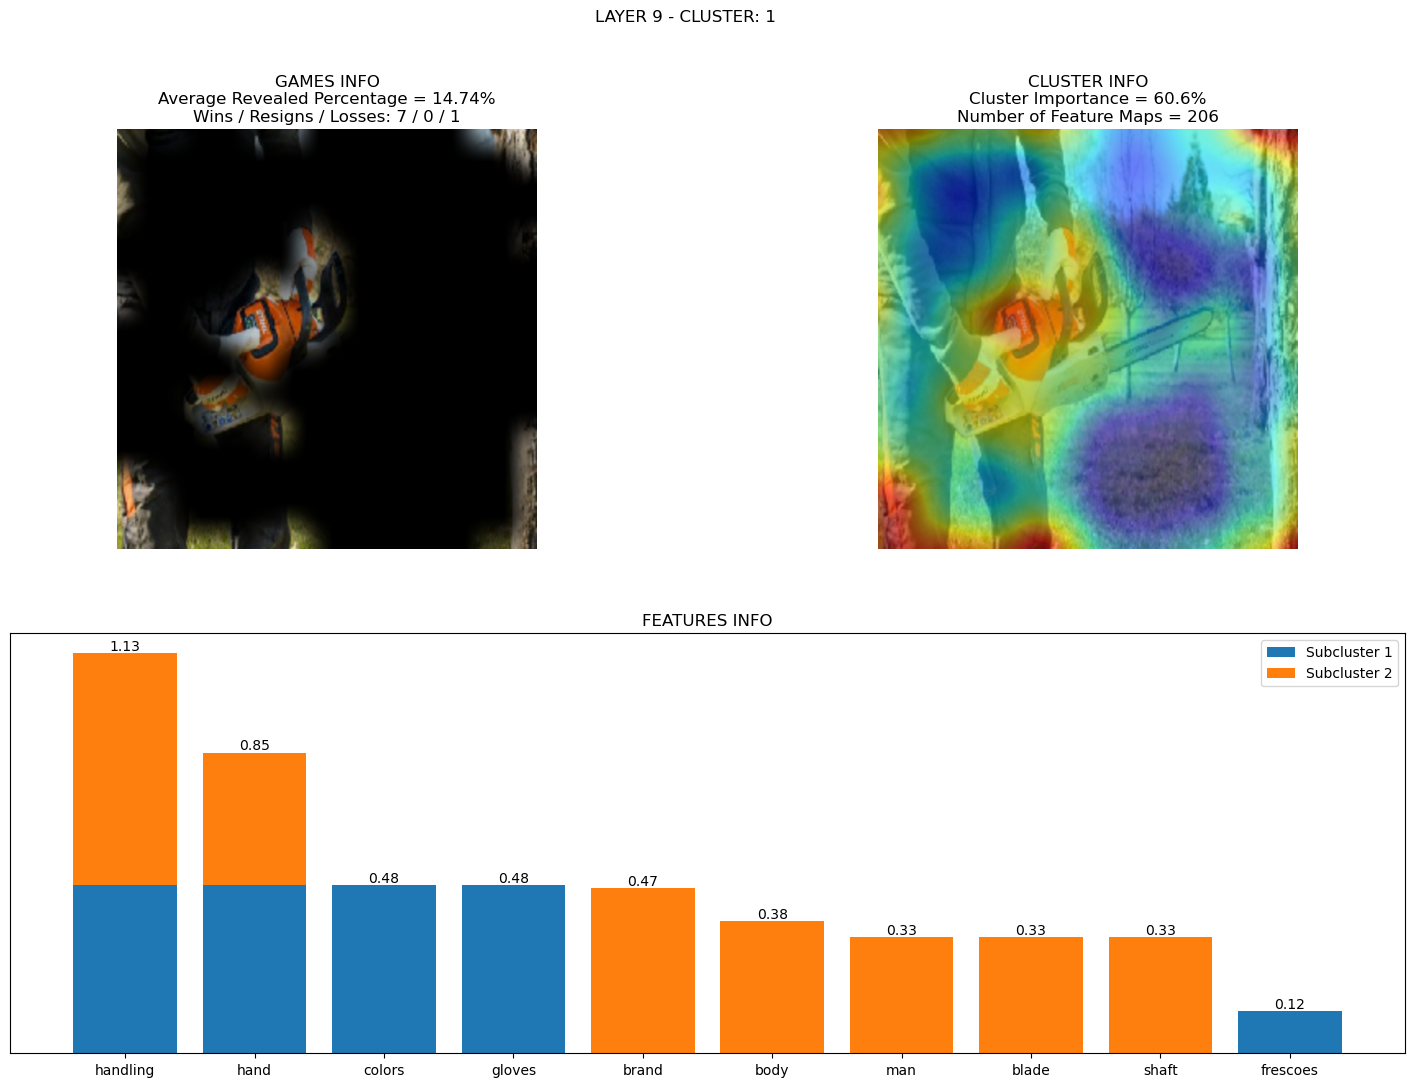 LAYER 9 - CLUSTER: 1
GAMES INFO
Average Revealed Percentage = 14.74%
Wins / Resigns / Losses: 7 / 0 / 1
CLUSTER INFO
Cluster Importance = 60.6%
Number of Feature Maps = 206
FEATURES INFO
Subcluster 1
Subcluster 2
1.13
0.85
0.48
0.48
0.47
0.38
0.33
0.33
0.33
0.12
handling hand colors gloves brand body man blade shaft frescoes